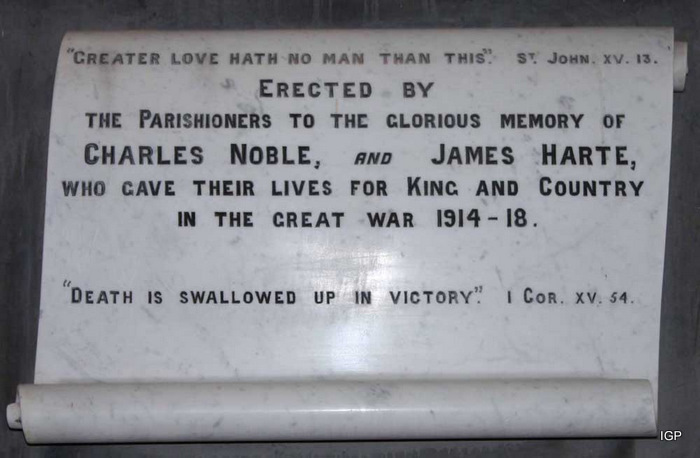 "Greater love hath no man than this". St. John. XV. 13.
Erected by
the Parishioners to the glorious memory of
Charles Noble, and James Harte,
who gave their lives for King and Country
in the great war 1914-18.
"Death is swallowed up in victory". 1 Cor. XV. 54.
IGP